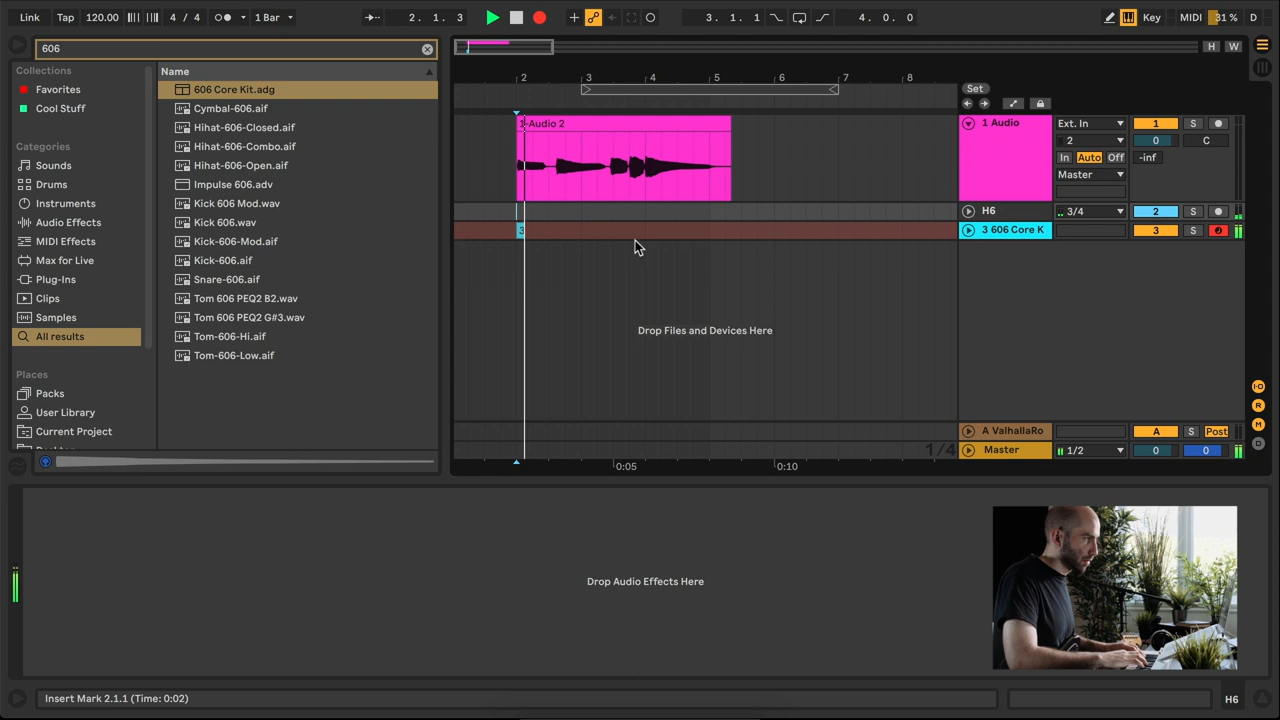 Link Tap 120.00 4 / 4 1 Bar 2. 1. 3 3. 1. 1 4. 0. 0 Key MIDI 31 % D
606
Collections
Favorites
Cool Stuff
Categories
Sounds
Drums
Instruments
Audio Effects
MIDI Effects
Max for Live
Plug-Ins
Clips
Samples
All results
Places
Packs
User Library
Current Project
Name
606 Core Kit.adg
Cymbal-606.aif
Hihat-606-Closed.aif
Hihat-606-Combo.aif
Hihat-606-Open.aif
Impulse 606.adv
Kick 606 Mod.wav
Kick 606.wav
Kick-606-Mod.aif
Kick-606.aif
Snare-606.aif
Tom 606 PEQ2 B2.wav
Tom 606 PEQ2 G#3.wav
Tom-606-Hi.aif
Tom-606-Low.aif
H W
2 3 4 5 6 7 8
Set
1-Audio 2
1 Audio Ext. In 1 S
2 0 C
In Auto Off -inf
Master
H6 3/4 2 S
3
3 606 Core K 3 S
Drop Files and Devices Here
A ValhallaRo A S Post
1/4
Master 1/2 0 0
0:05 0:10
I·O
R
M
D
Drop Audio Effects Here
Insert Mark 2.1.1 (Time: 0:02)
H6